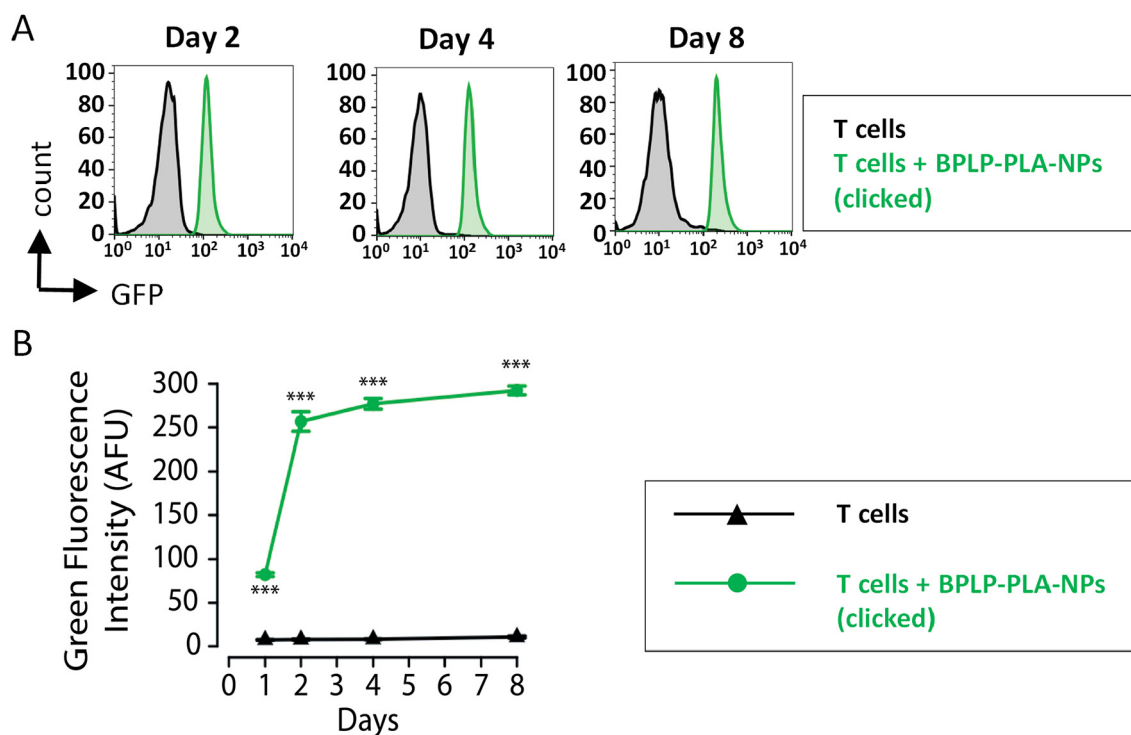 A
Day 2
Day 4
Day 8
100
80
60
40
20
0
10⁰ 10¹ 10² 10³ 10⁴
100
80
60
40
20
0
10⁰ 10¹ 10² 10³ 10⁴
100
80
60
40
20
0
10⁰ 10¹ 10² 10³ 10⁴
count
GFP
T cells
T cells + BPLP-PLA-NPs
(clicked)
B
Green Fluorescence
Intensity (AFU)
300
250
200
150
100
50
0
***
***
***
***
0 1 2 3 4 5 6 7 8
Days
T cells
T cells + BPLP-PLA-NPs
(clicked)